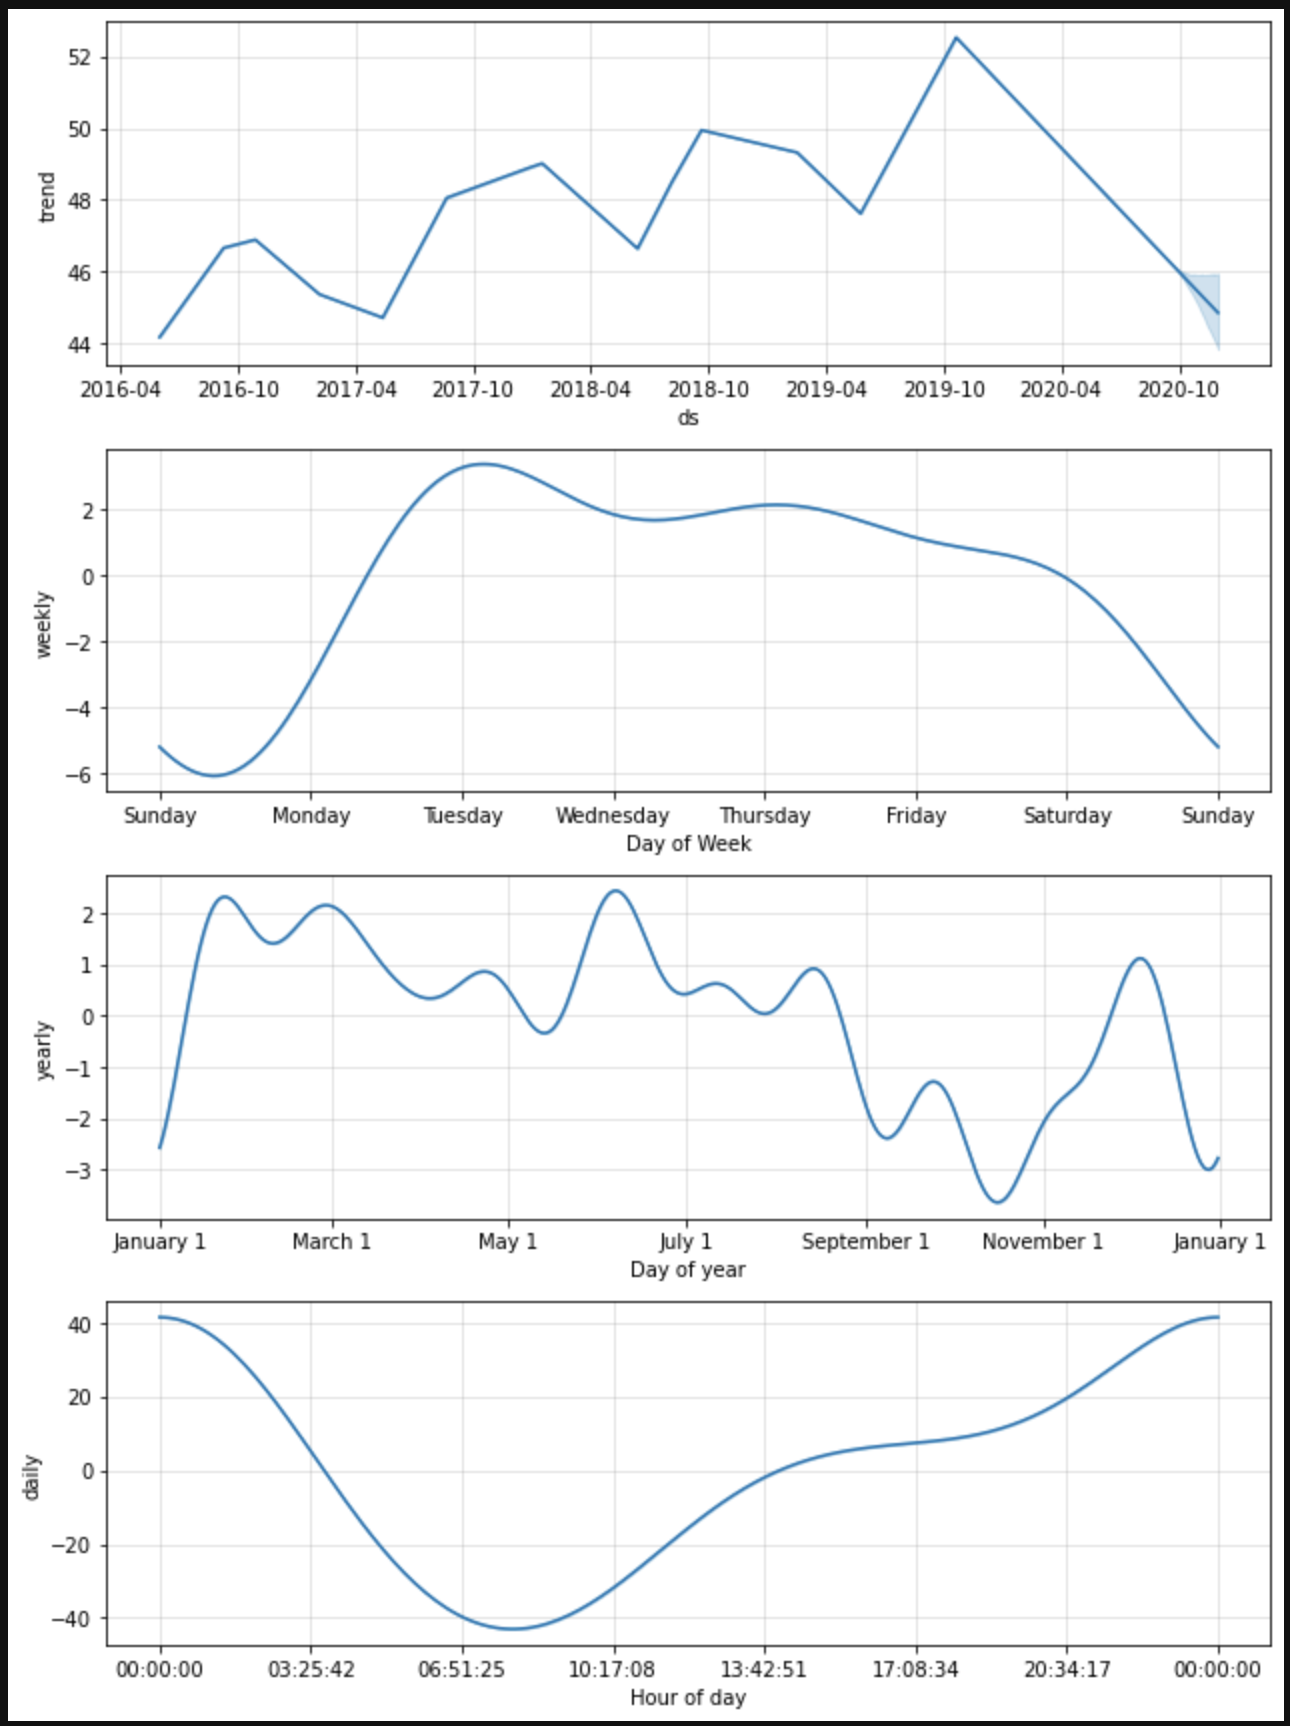 52
50
48
46
44
trend
2016-04 2016-10 2017-04 2017-10 2018-04 2018-10 2019-04 2019-10 2020-04 2020-10
ds
2
0
−2
−4
−6
weekly
Sunday Monday Tuesday Wednesday Thursday Friday Saturday Sunday
Day of Week
2
1
0
−1
−2
−3
yearly
January 1 March 1 May 1 July 1 September 1 November 1 January 1
Day of year
40
20
0
−20
−40
daily
00:00:00 03:25:42 06:51:25 10:17:08 13:42:51 17:08:34 20:34:17 00:00:00
Hour of day